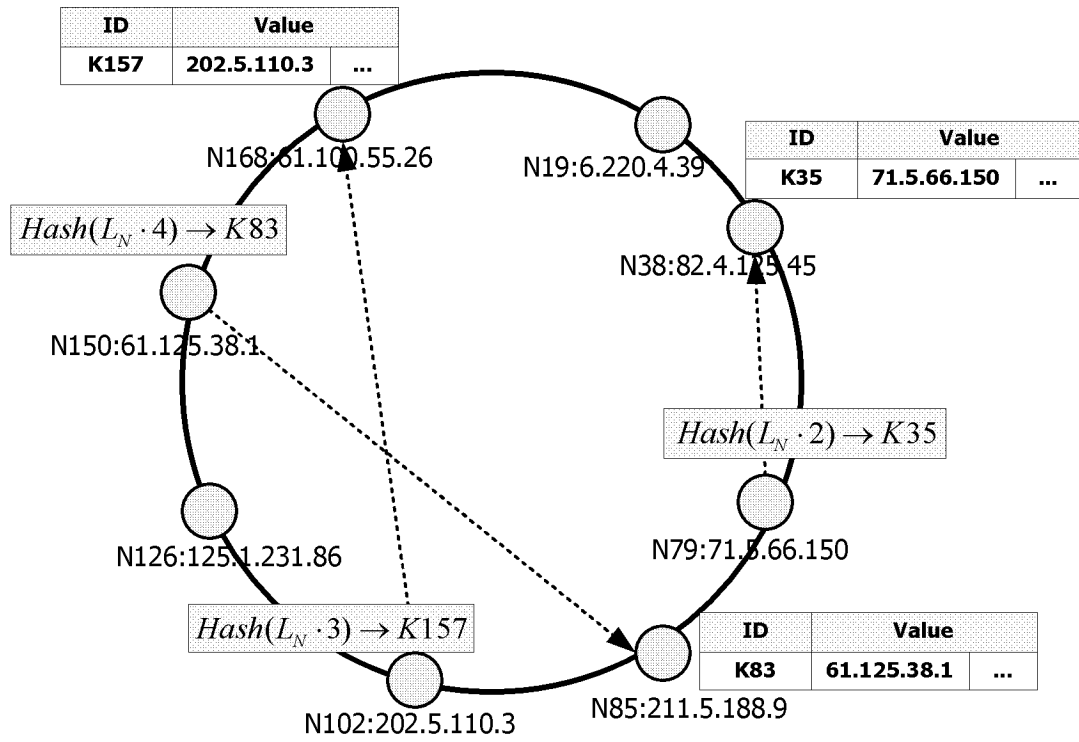 ID Value
K157 202.5.110.3 ...
N168:61.100.55.26
N19:6.220.4.39
ID Value
K35 71.5.66.150 ...
N38:82.4.125.45
Hash(L_N · 4) → K83
N150:61.125.38.1
Hash(L_N · 2) → K35
N79:71.5.66.150
N126:125.1.231.86
Hash(L_N · 3) → K157
ID Value
K83 61.125.38.1 ...
N85:211.5.188.9
N102:202.5.110.3